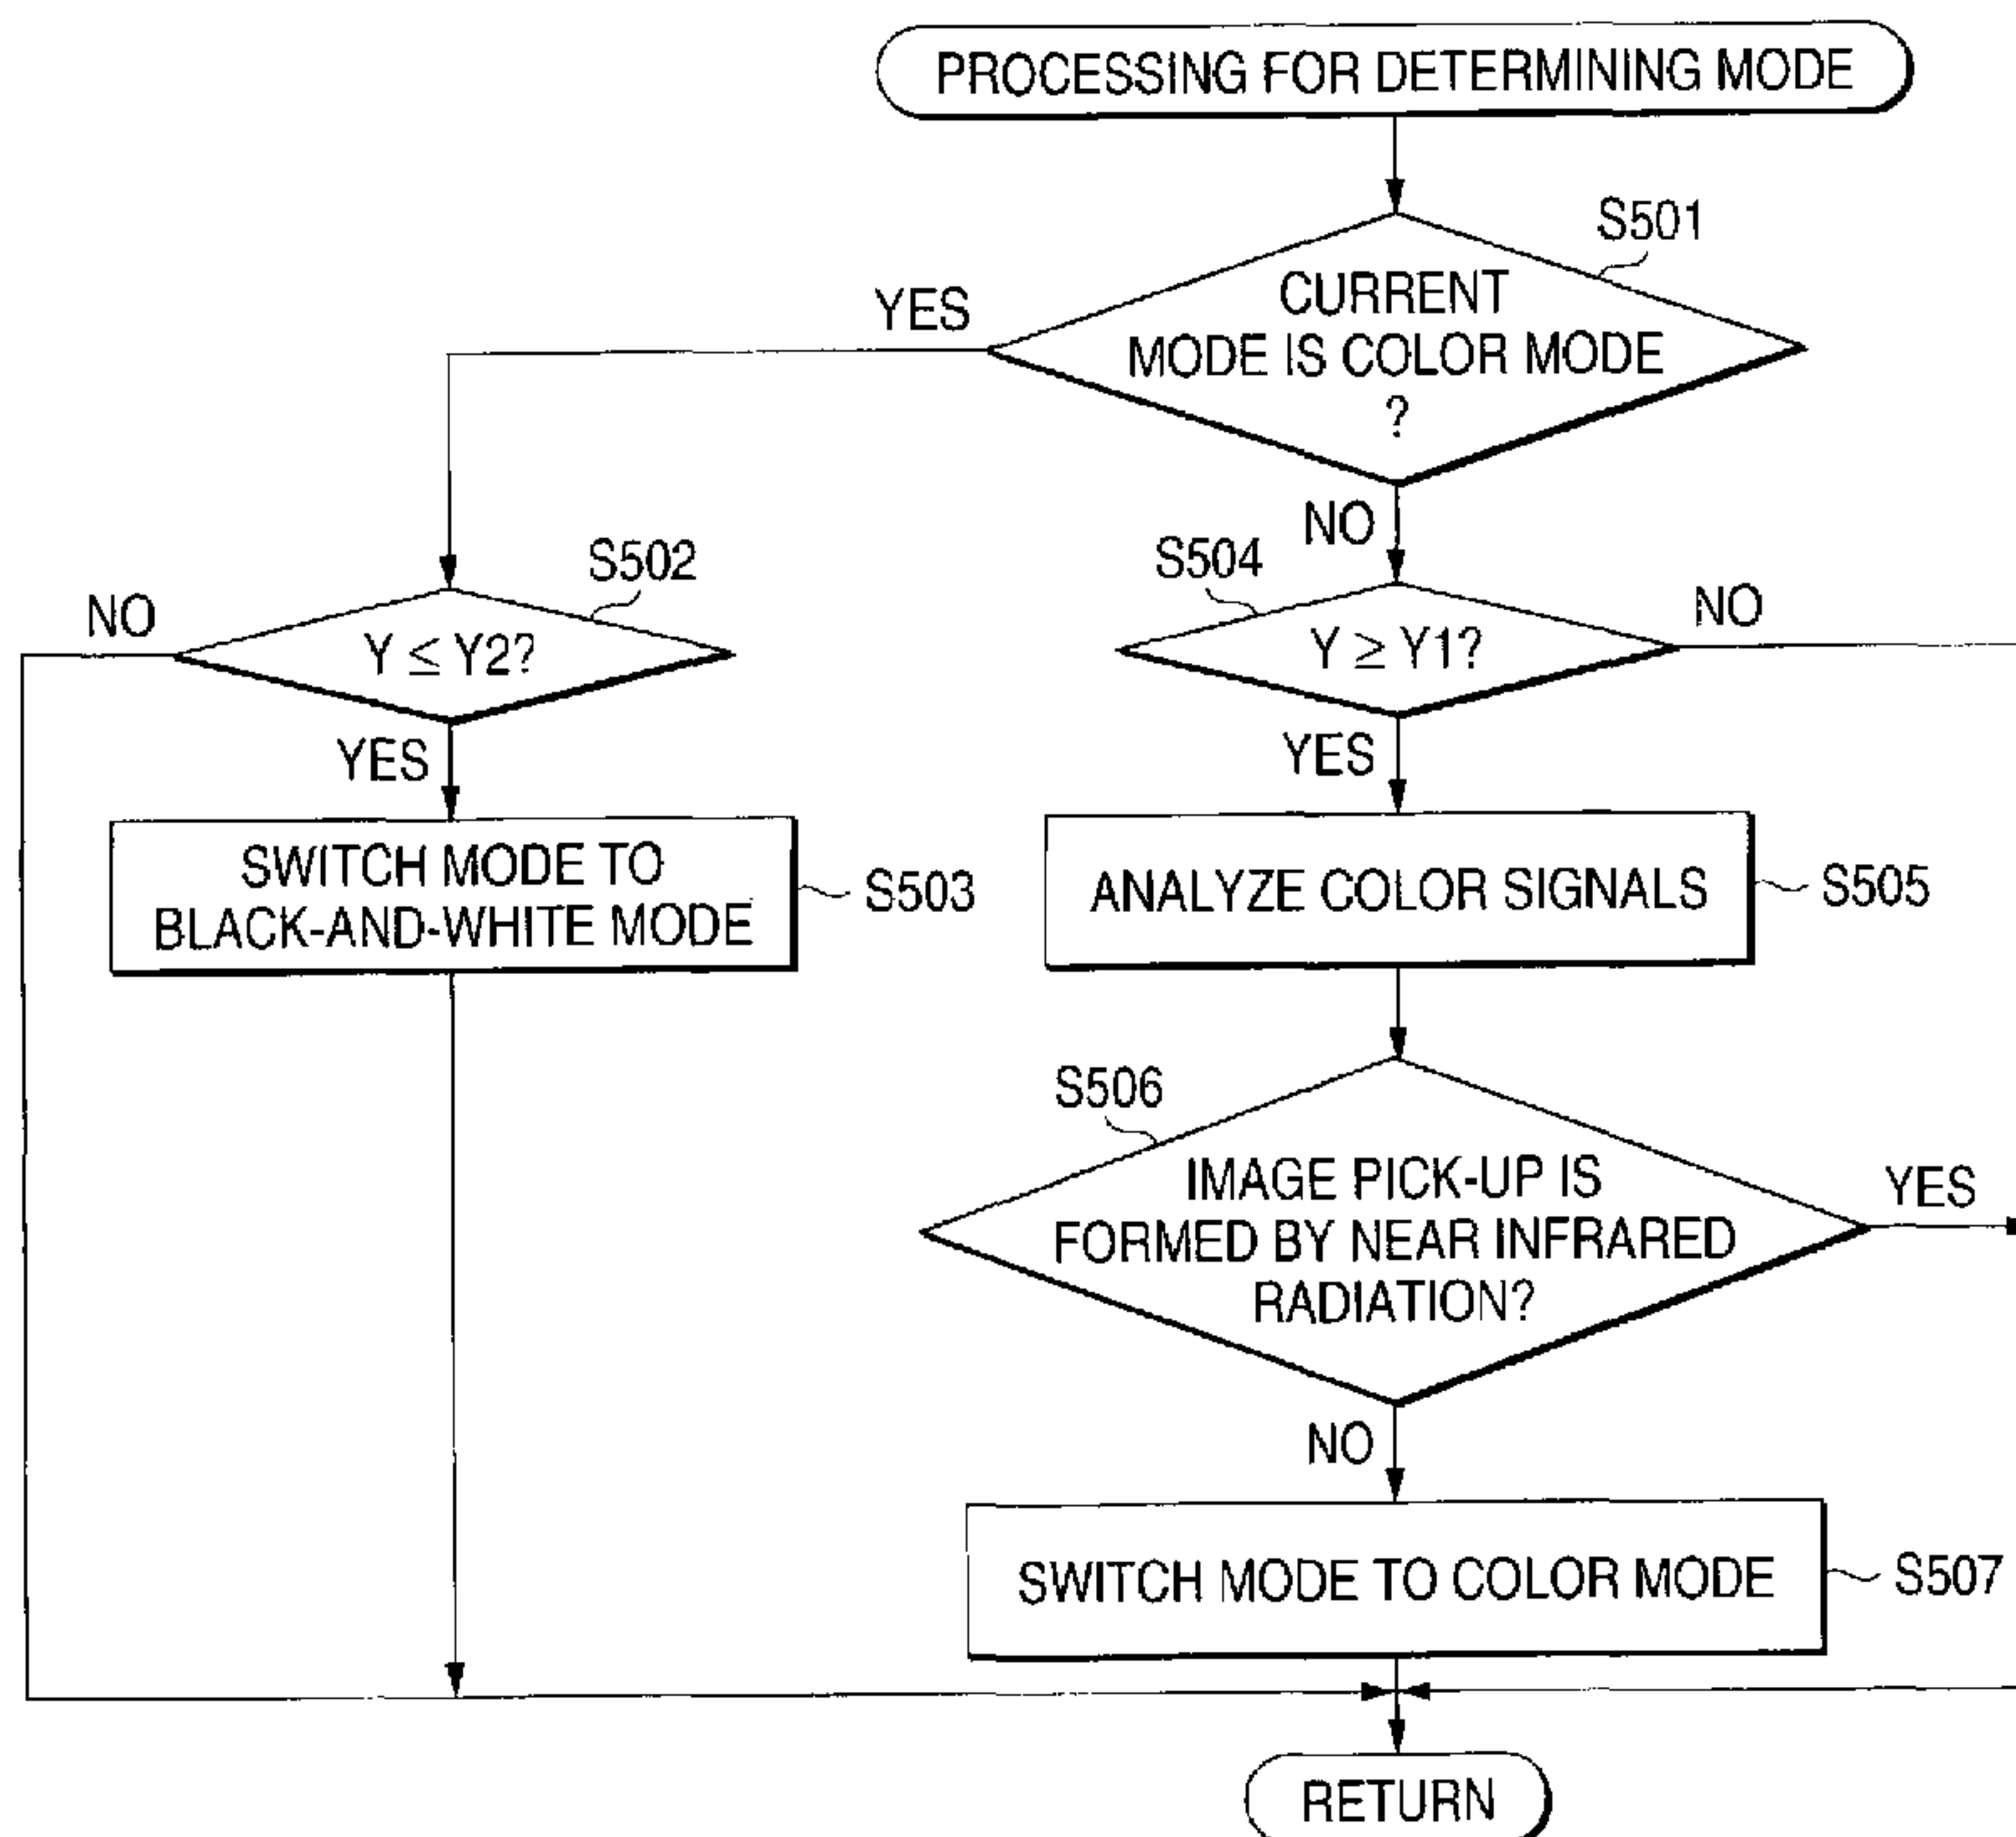 PROCESSING FOR DETERMINING MODE
S501
CURRENT
MODE IS COLOR MODE
?
YES
NO
S502
Y ≤ Y2?
NO
YES
S504
Y ≥ Y1?
NO
YES
SWITCH MODE TO
BLACK-AND-WHITE MODE
S503
ANALYZE COLOR SIGNALS
S505
S506
IMAGE PICK-UP IS
FORMED BY NEAR INFRARED
RADIATION?
YES
NO
SWITCH MODE TO COLOR MODE
S507
RETURN